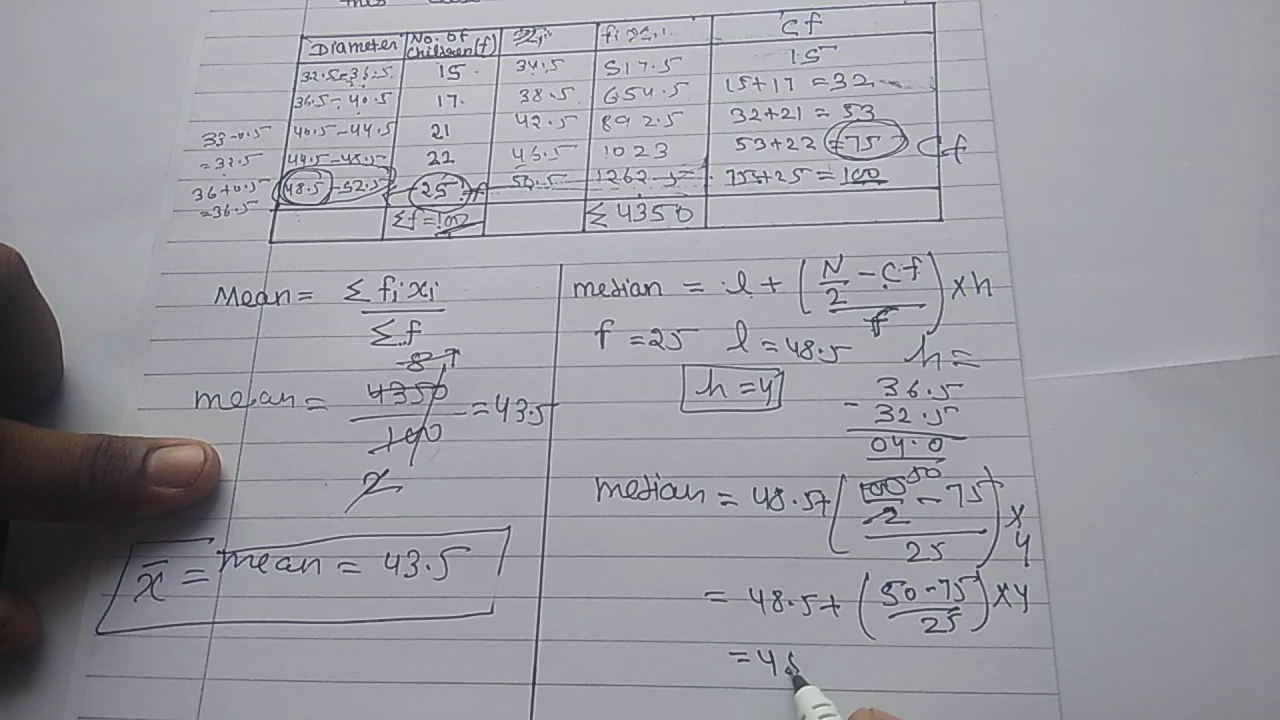 Diameter No. of children(f) xi fixi cf
32.5-36.5 15 34.5 517.5 15
36.5-40.5 17 38.5 654.5 15+17=32
33-0.5 40.5-44.5 21 42.5 892.5 32+21=53
=32.5 44.5-48.5 22 46.5 1023 53+22=75 Cf
36+0.5 48.5-52.5 25 f 50.5 1262.5 75+25=100
=36.5
Σf=100 Σ4350
Mean = Σfixi/Σf
mean = 4350/100 = 43.5
87
2
x̄ = mean = 43.5
median = l + (N/2 - Cf/f) × h
f = 25 l = 48.5 h =
h = 4
36.5
- 32.5
04.0
median = 48.5 + (100/2 50 - 75/25) × 4
= 48.5 + (50-75/25) × 4
= 48